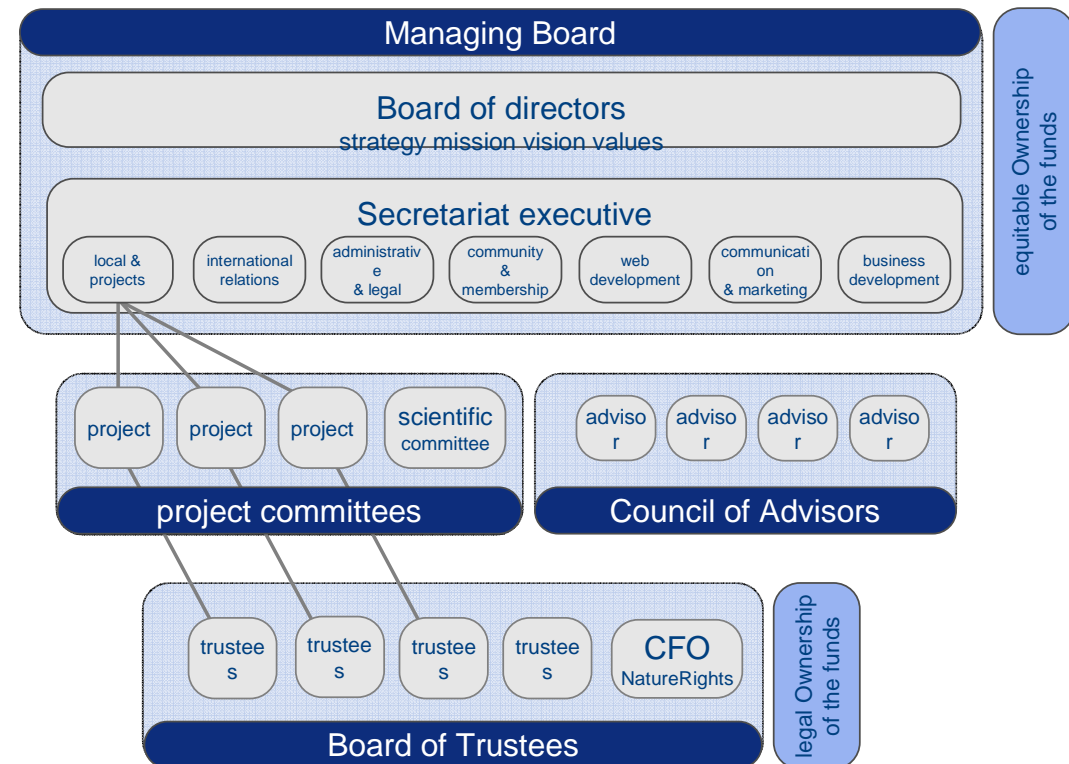 Managing Board
Board of directors
strategy mission vision values
Secretariat executive
local &
projects
international
relations
administrativ
e
& legal
community
&
membership
web
development
communicati
on
& marketing
business
development
equitable Ownership
of the funds
project
project
project
scientific
committee
project committees
adviso
r
adviso
r
adviso
r
adviso
r
Council of Advisors
trustee
s
trustee
s
trustee
s
trustee
s
CFO
NatureRights
Board of Trustees
legal Ownership
of the funds